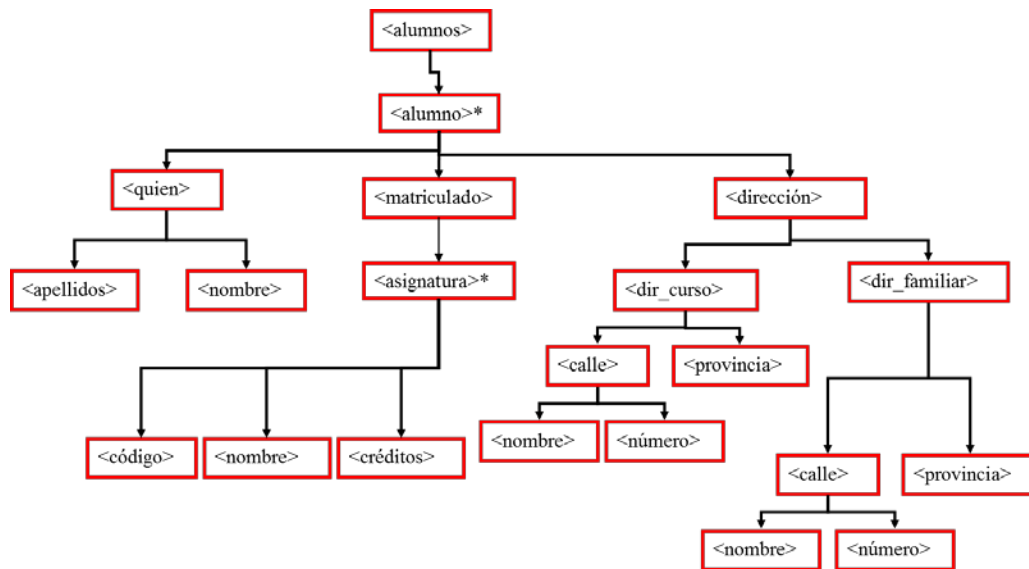 <alumnos>
<alumno>*
<quien>
<matriculado>
<dirección>
<apellidos>
<nombre>
<asignatura>*
<dir_curso>
<dir_familiar>
<calle>
<provincia>
<código>
<nombre>
<créditos>
<nombre>
<número>
<calle>
<provincia>
<nombre>
<número>